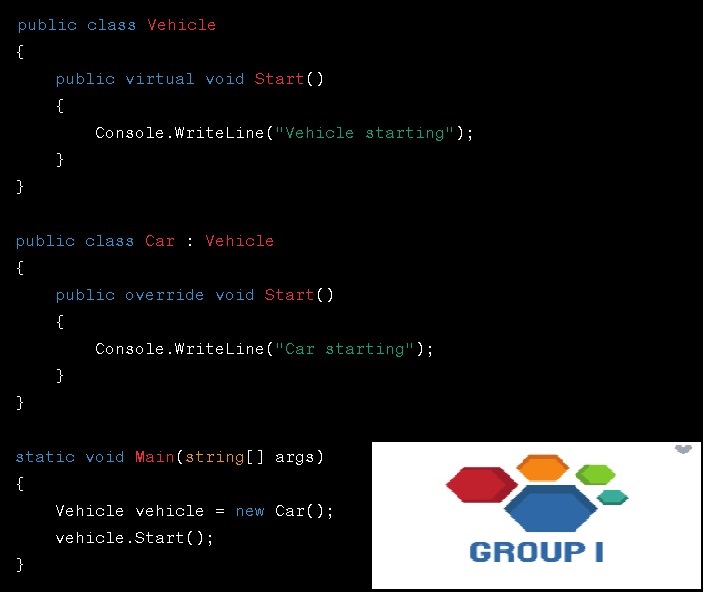 public class Vehicle
{
    public virtual void Start()
    {
        Console.WriteLine("Vehicle starting");
    }
}
public class Car : Vehicle
{
    public override void Start()
    {
        Console.WriteLine("Car starting");
    }
}
static void Main(string[] args)
{
    Vehicle vehicle = new Car();
    vehicle.Start();
}
GROUP I